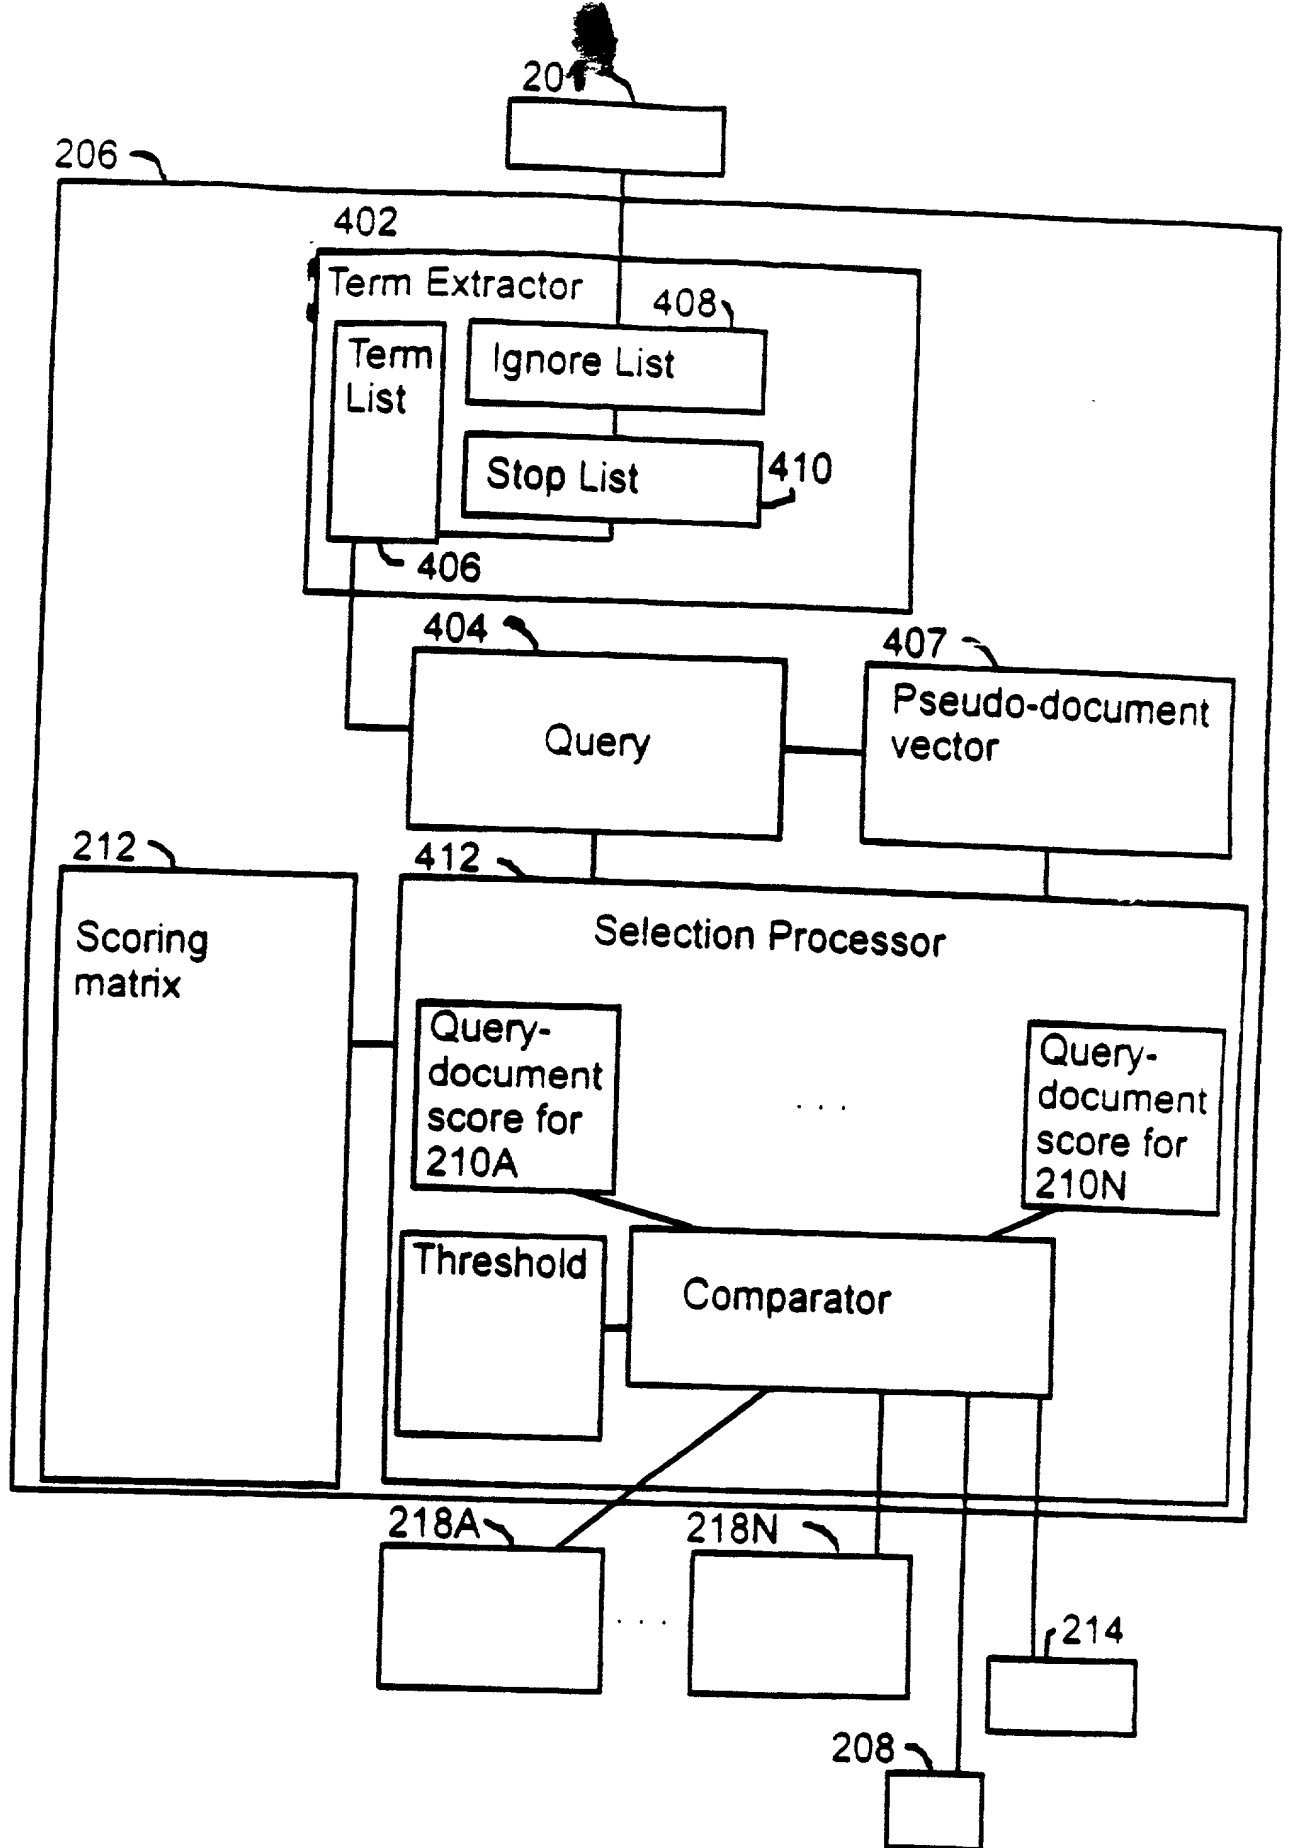 206
402
Term Extractor
408
Term
List
Ignore List
Stop List
410
406
404
407
Query
Pseudo-document
vector
212
412
Scoring
matrix
Selection Processor
Query-
document
score for
210A
. . .
Query-
document
score for
210N
Threshold
Comparator
218A
218N
. . .
214
208